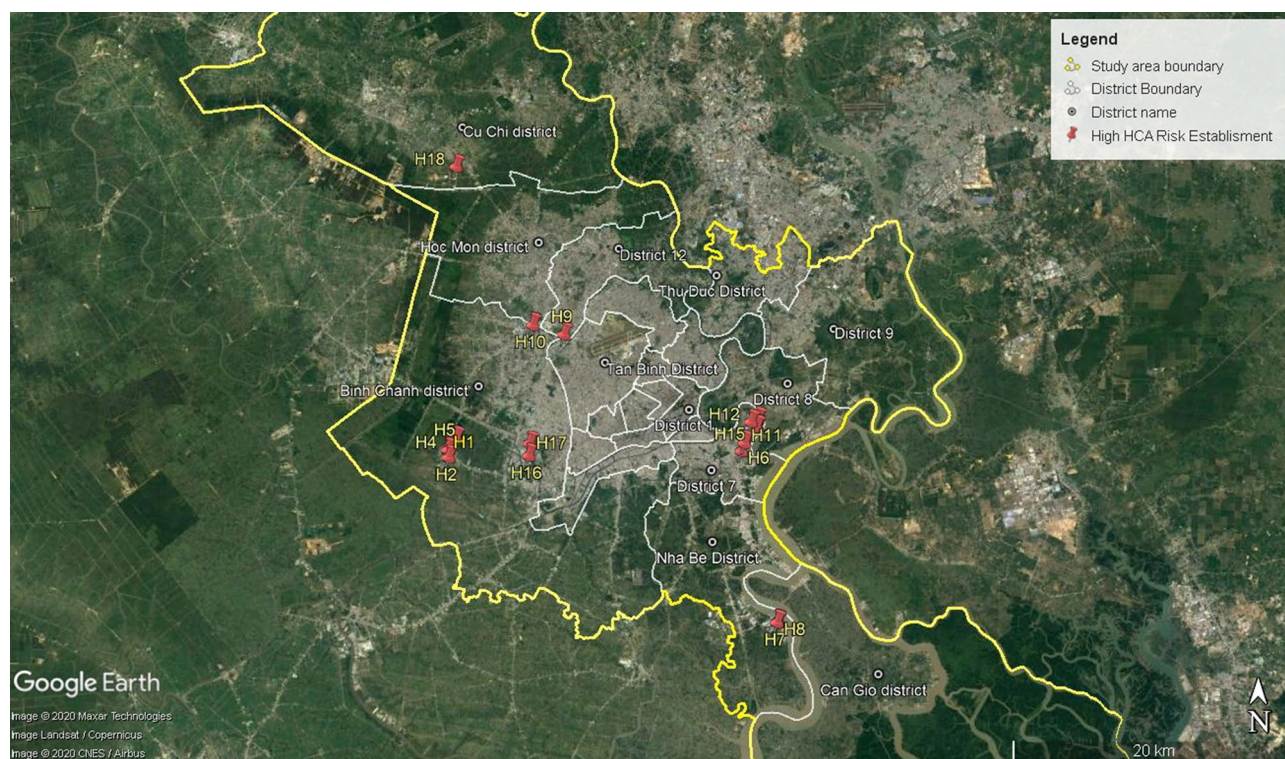 Legend
Study area boundary
District Boundary
District name
High HCA Risk Establisment
Cu Chi district
H18
Hoc Mon district
District 12
Thu Duc District
H9
H10
District 9
Tan Binh District
Binh Chanh district
District 8
District 1
H12
H5
H4
H1
H15
H11
H17
H2
H16
H6
District 7
Nha Be District
H8
H7
Can Gio district
Google Earth
Image © 2020 Maxar Technologies
Image Landsat / Copernicus
Image © 2020 CNES / Airbus
N
20 km